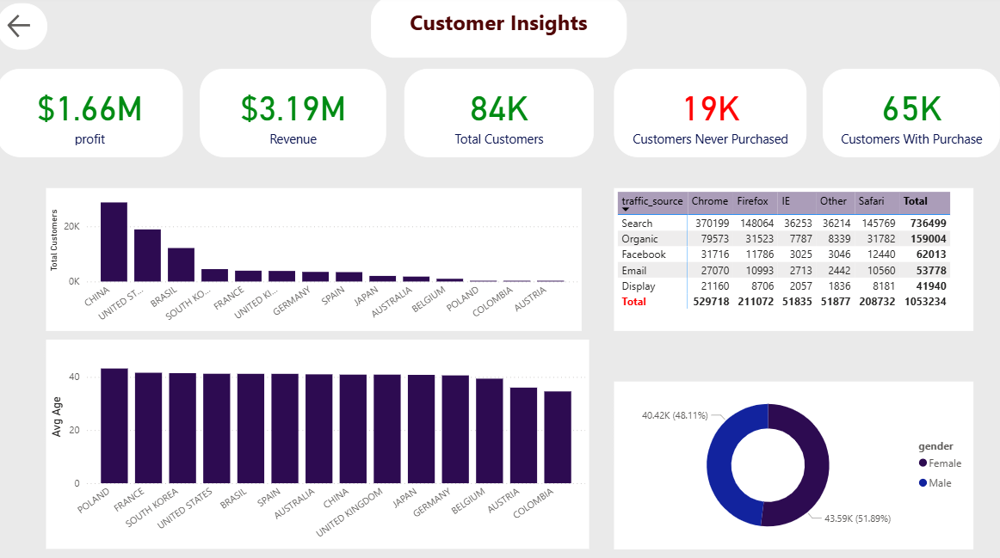 Customer Insights
$1.66M
profit
$3.19M
Revenue
84K
Total Customers
19K
Customers Never Purchased
65K
Customers With Purchase
Total Customers
20K
0K
CHINA
UNITED ST...
BRASIL
SOUTH KO...
FRANCE
UNITED KI...
GERMANY
SPAIN
JAPAN
AUSTRALIA
BELGIUM
POLAND
COLOMBIA
AUSTRIA
traffic_source Chrome Firefox IE Other Safari Total
Search 370199 148064 36253 36214 145769 736499
Organic 79573 31523 7787 8339 31782 159004
Facebook 31716 11786 3025 3046 12440 62013
Email 27070 10993 2713 2442 10560 53778
Display 21160 8706 2057 1836 8181 41940
Total 529718 211072 51835 51877 208732 1053234
Avg Age
40
20
0
POLAND
FRANCE
SOUTH KOREA
UNITED STATES
BRASIL
SPAIN
AUSTRALIA
CHINA
UNITED KINGDOM
JAPAN
GERMANY
BELGIUM
AUSTRIA
COLOMBIA
40.42K (48.11%)
43.59K (51.89%)
gender
Female
Male